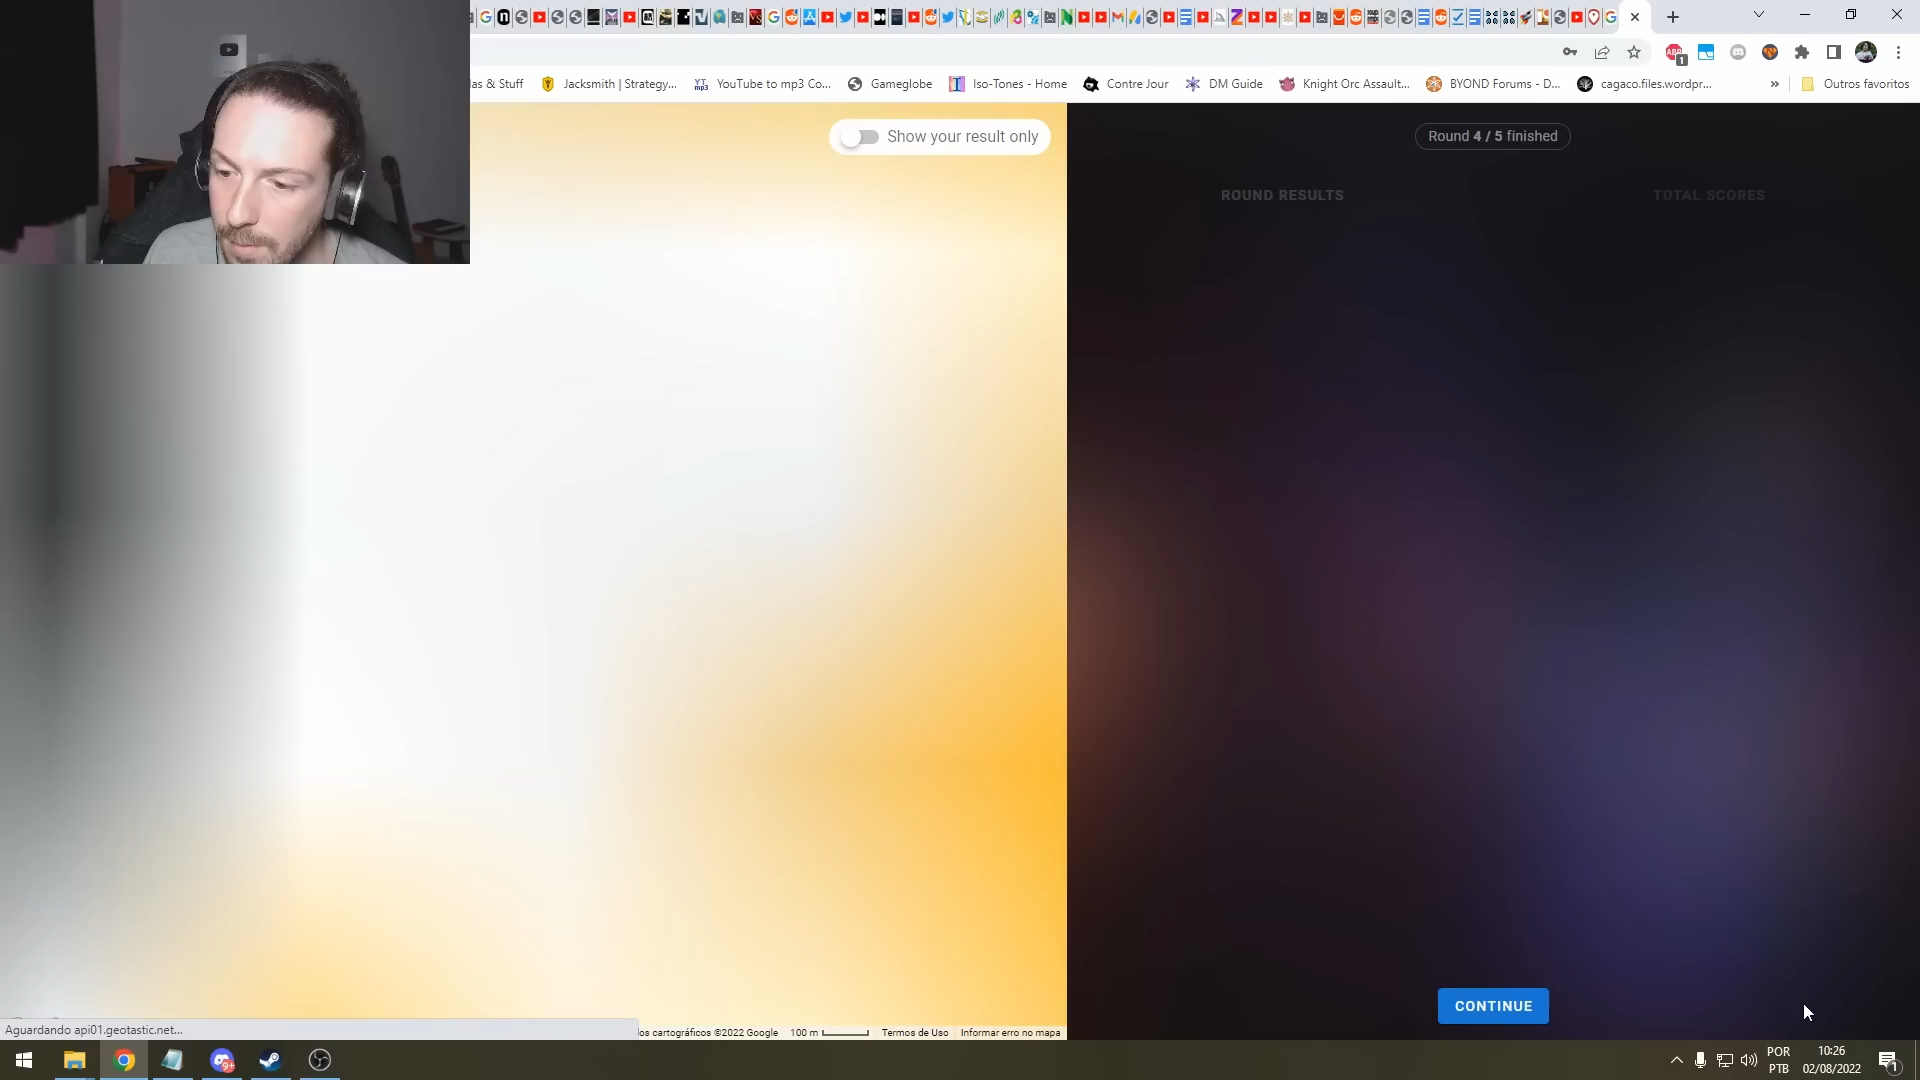 las & Stuff
Jacksmith | Strategy...
YouTube to mp3 Co...
Gameglobe
Iso-Tones - Home
Contre Jour
DM Guide
Knight Orc Assault...
BYOND Forums - D...
cagaco.files.wordpr...
»
Outros favoritos
Show your result only
Round 4 / 5 finished
ROUND RESULTS
TOTAL SCORES
CONTINUE
Aguardando api01.geotastic.net...
los cartográficos ©2022 Google
100 m
Termos de Uso
Informar erro no mapa
POR
PTB
10:26
02/08/2022